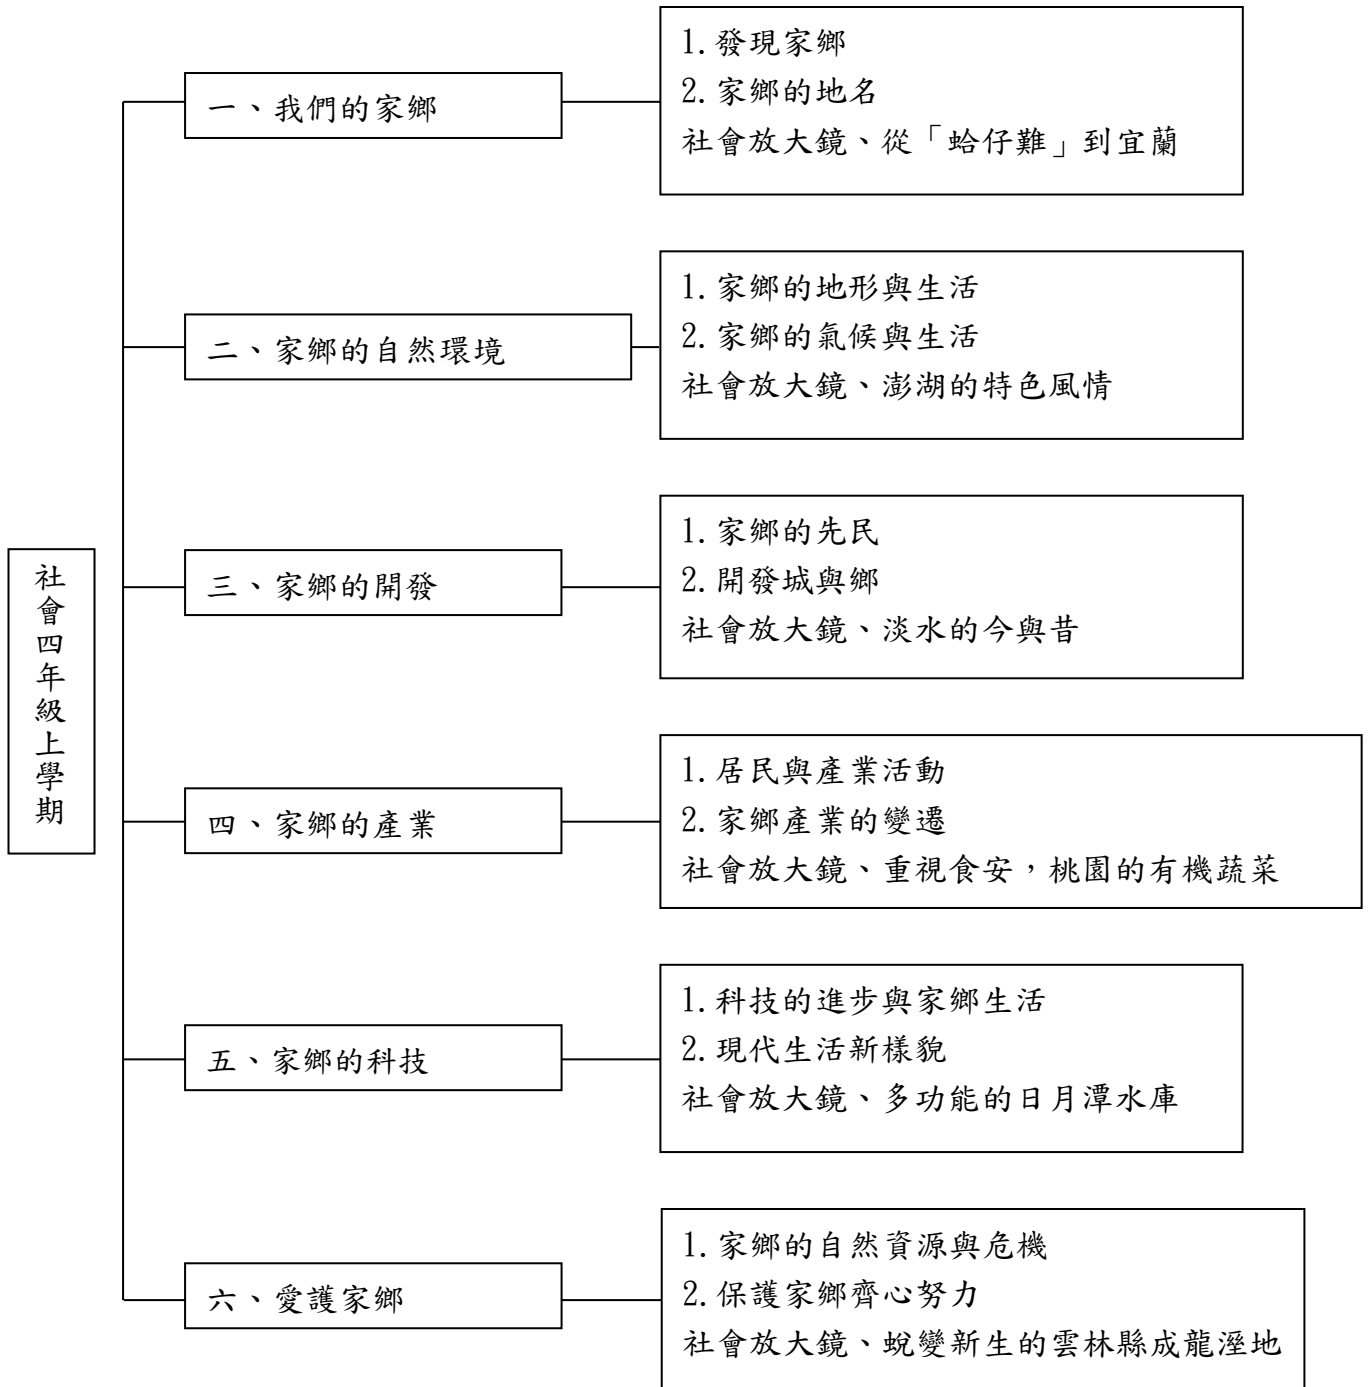 社會四年級上學期
一、我們的家鄉
1.發現家鄉
2.家鄉的地名
社會放大鏡、從「蛤仔難」到宜蘭
二、家鄉的自然環境
1.家鄉的地形與生活
2.家鄉的氣候與生活
社會放大鏡、澎湖的特色風情
三、家鄉的開發
1.家鄉的先民
2.開發城與鄉
社會放大鏡、淡水的今與昔
四、家鄉的產業
1.居民與產業活動
2.家鄉產業的變遷
社會放大鏡、重視食安，桃園的有機蔬菜
五、家鄉的科技
1.科技的進步與家鄉生活
2.現代生活新樣貌
社會放大鏡、多功能的日月潭水庫
六、愛護家鄉
1.家鄉的自然資源與危機
2.保護家鄉齊心努力
社會放大鏡、蛻變新生的雲林縣成龍溼地